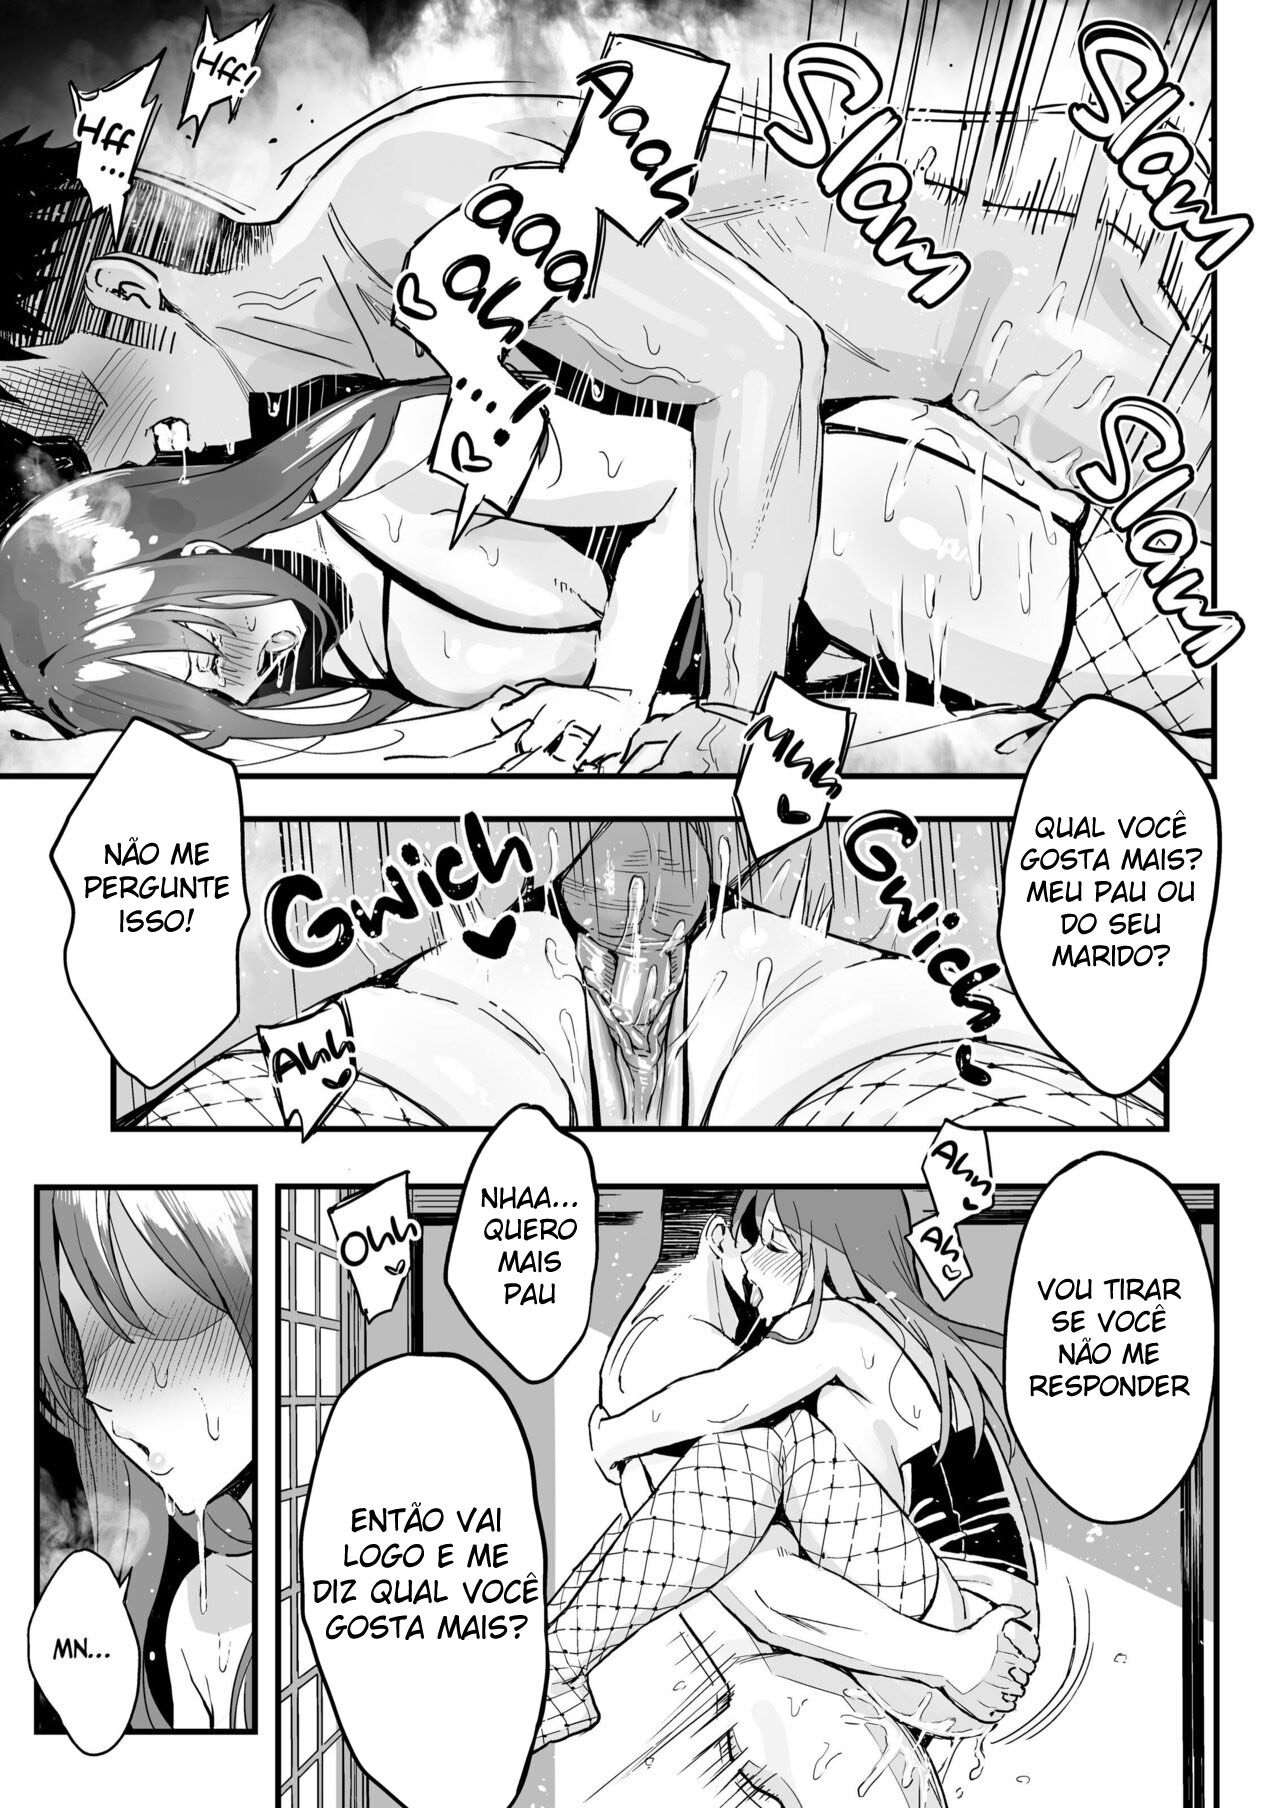 Hff...
Hff!
Aaah
aaa
ah
...!
Slam
Slam
Slam
QUAL VOCÊ
GOSTA MAIS?
MEU PAU OU
DO SEU
MARIDO?
Mhh
NÃO ME
PERGUNTE
ISSO!
Gwich
Gwich
Ahh
VOU TIRAR
SE VOCÊ
NÃO ME
RESPONDER
Ahh
Ah
NHAA...
QUERO
MAIS
PAU
Ohh
ENTÃO VAI
LOGO E ME
DIZ QUAL VOCÊ
GOSTA MAIS?
MN...